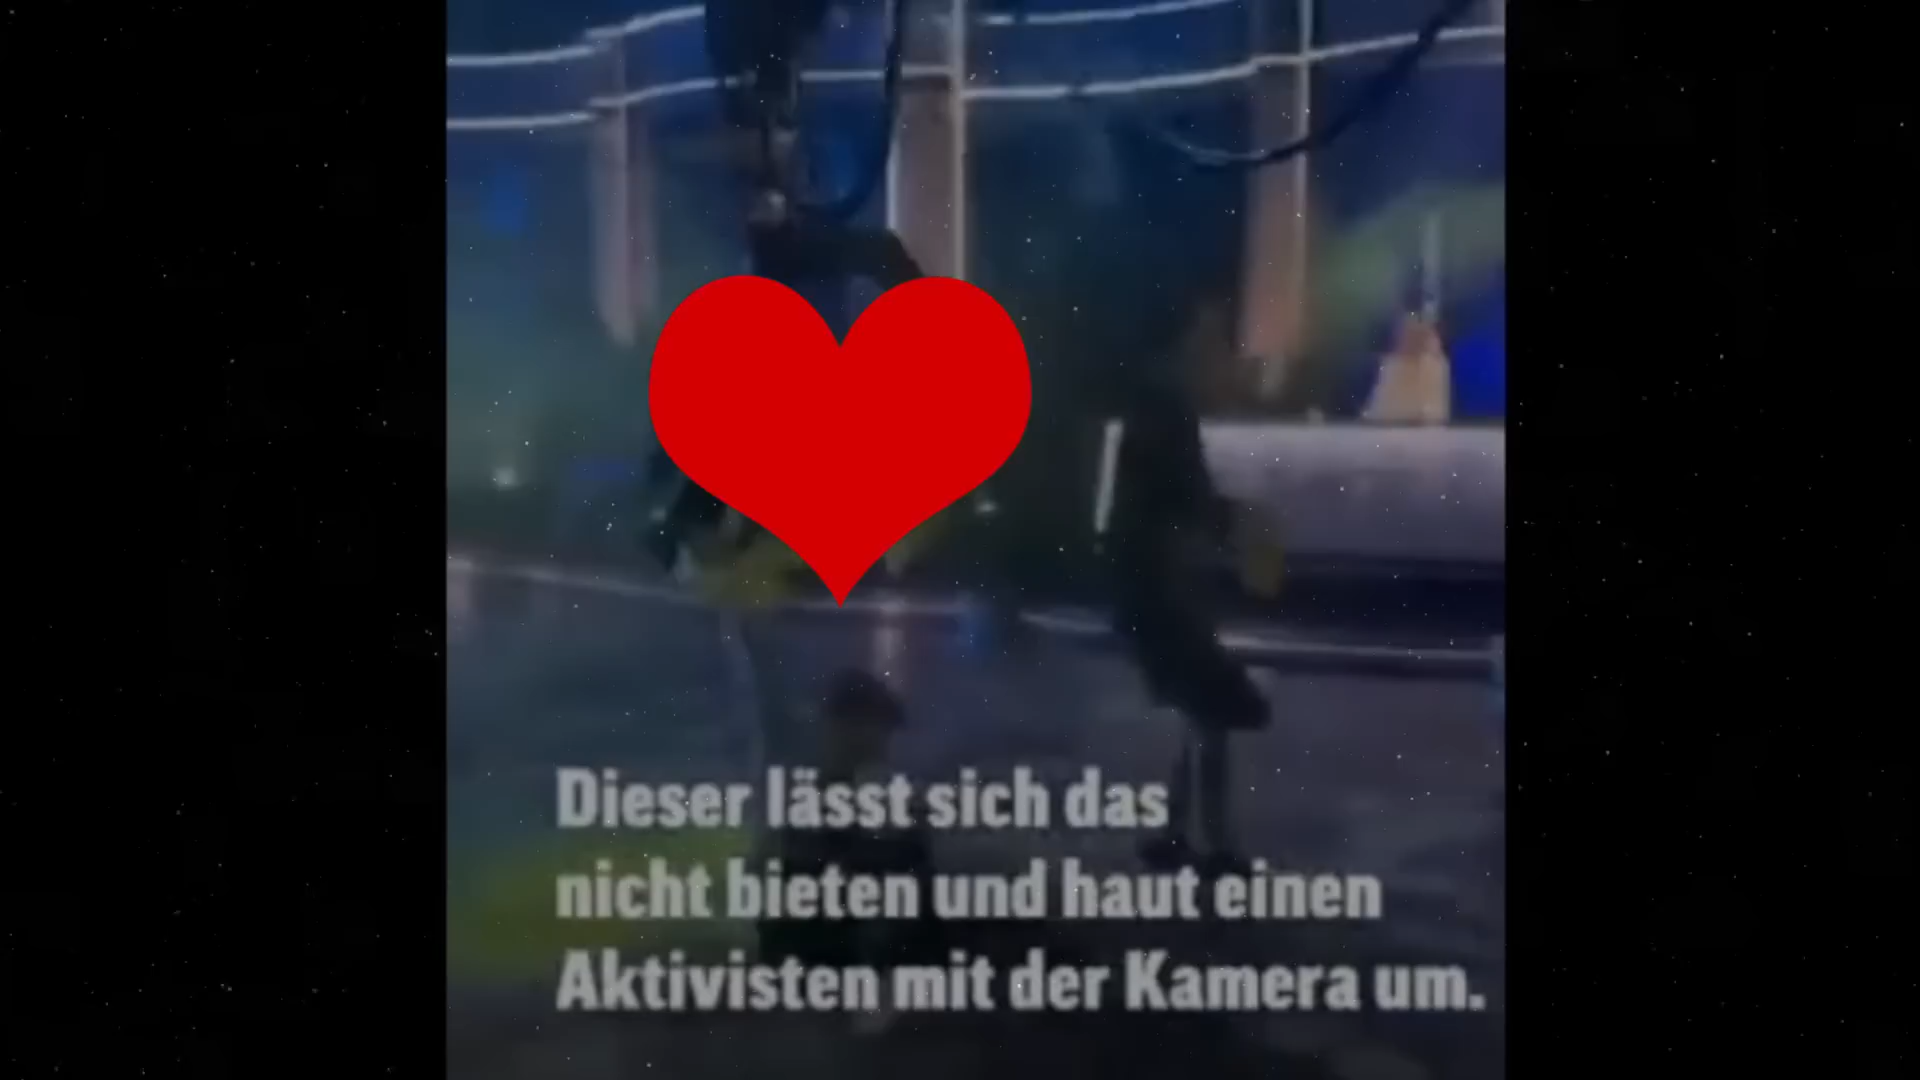 Dieser lässt sich das
nicht bieten und haut einen
Aktivisten mit der Kamera um.